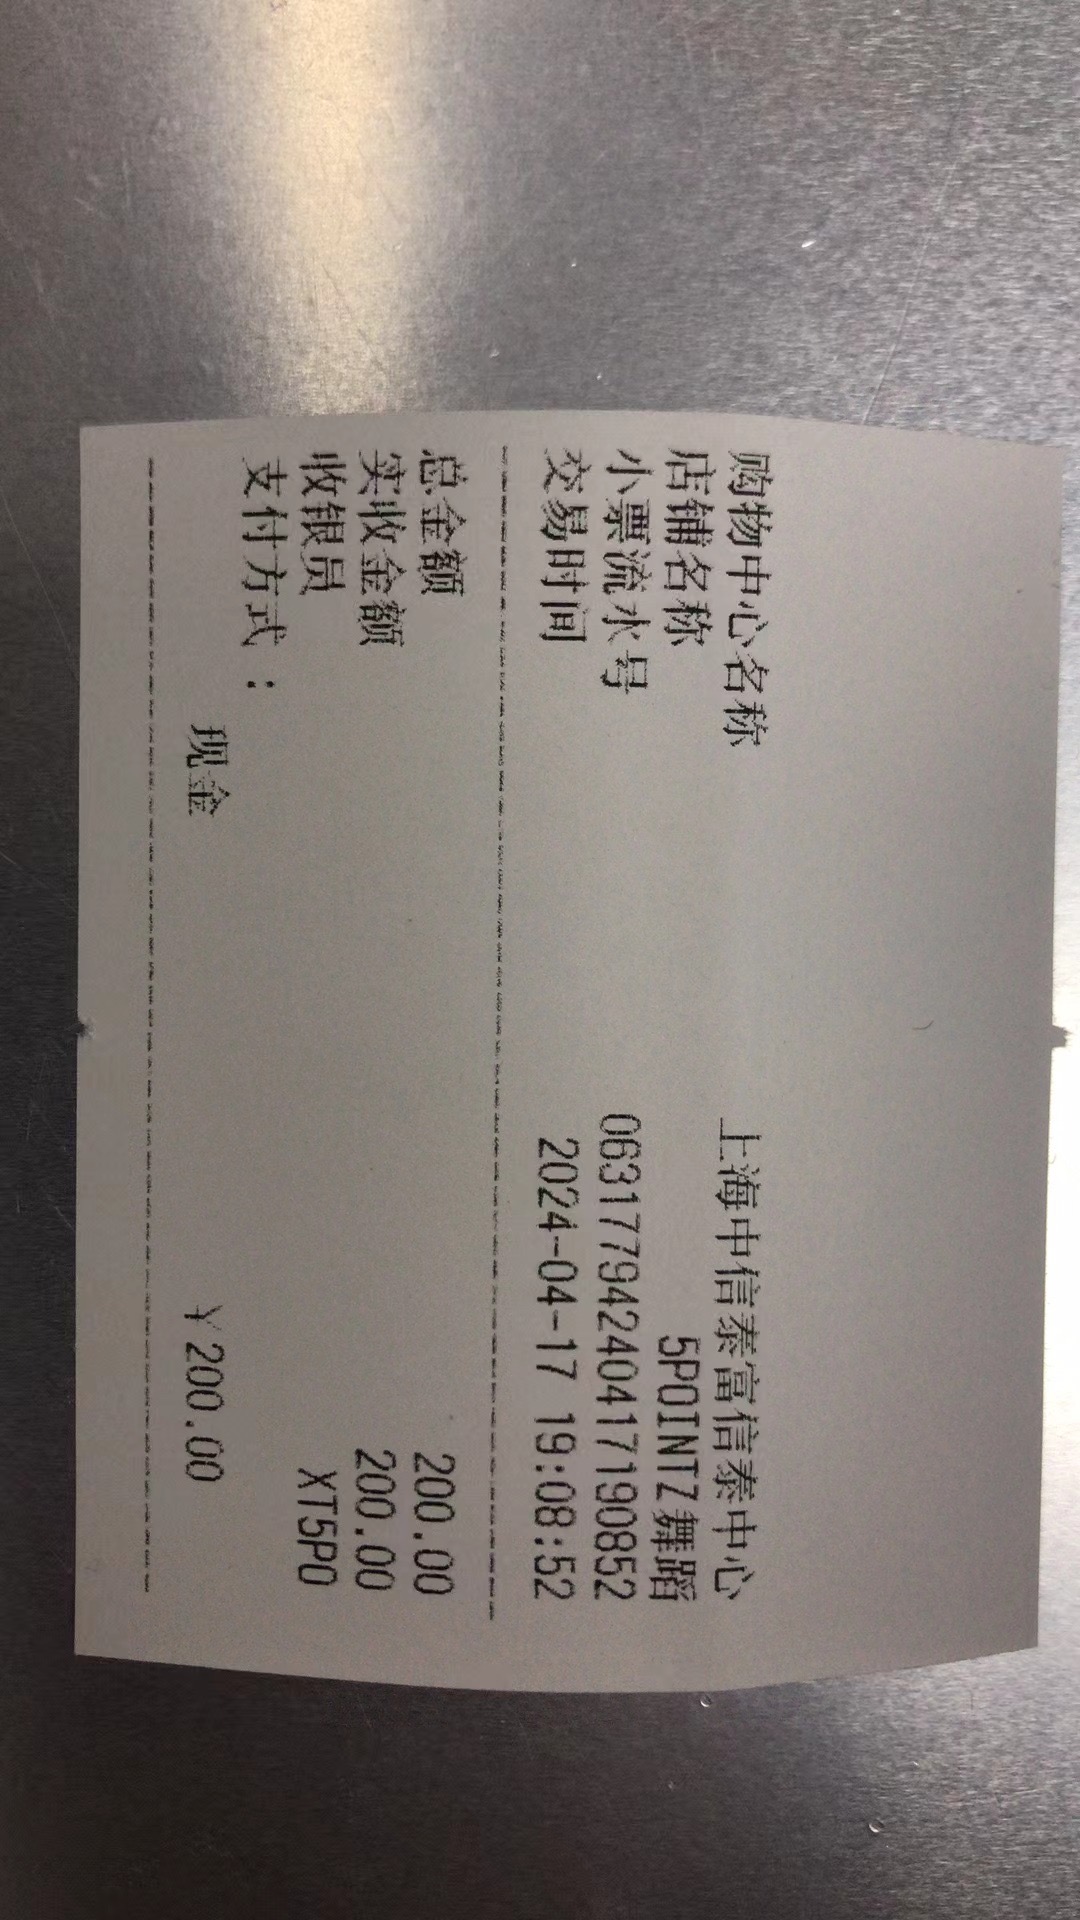 购物中心名称 上海中信泰富信泰中心
店铺名称 5POINTZ舞蹈
小票流水号 0631779424041719​0852
交易时间 2024-04-17 19:08:52
总金额 200.00
实收金额 200.00
收银员 XT5PO
支付方式：
现金 ￥200.00